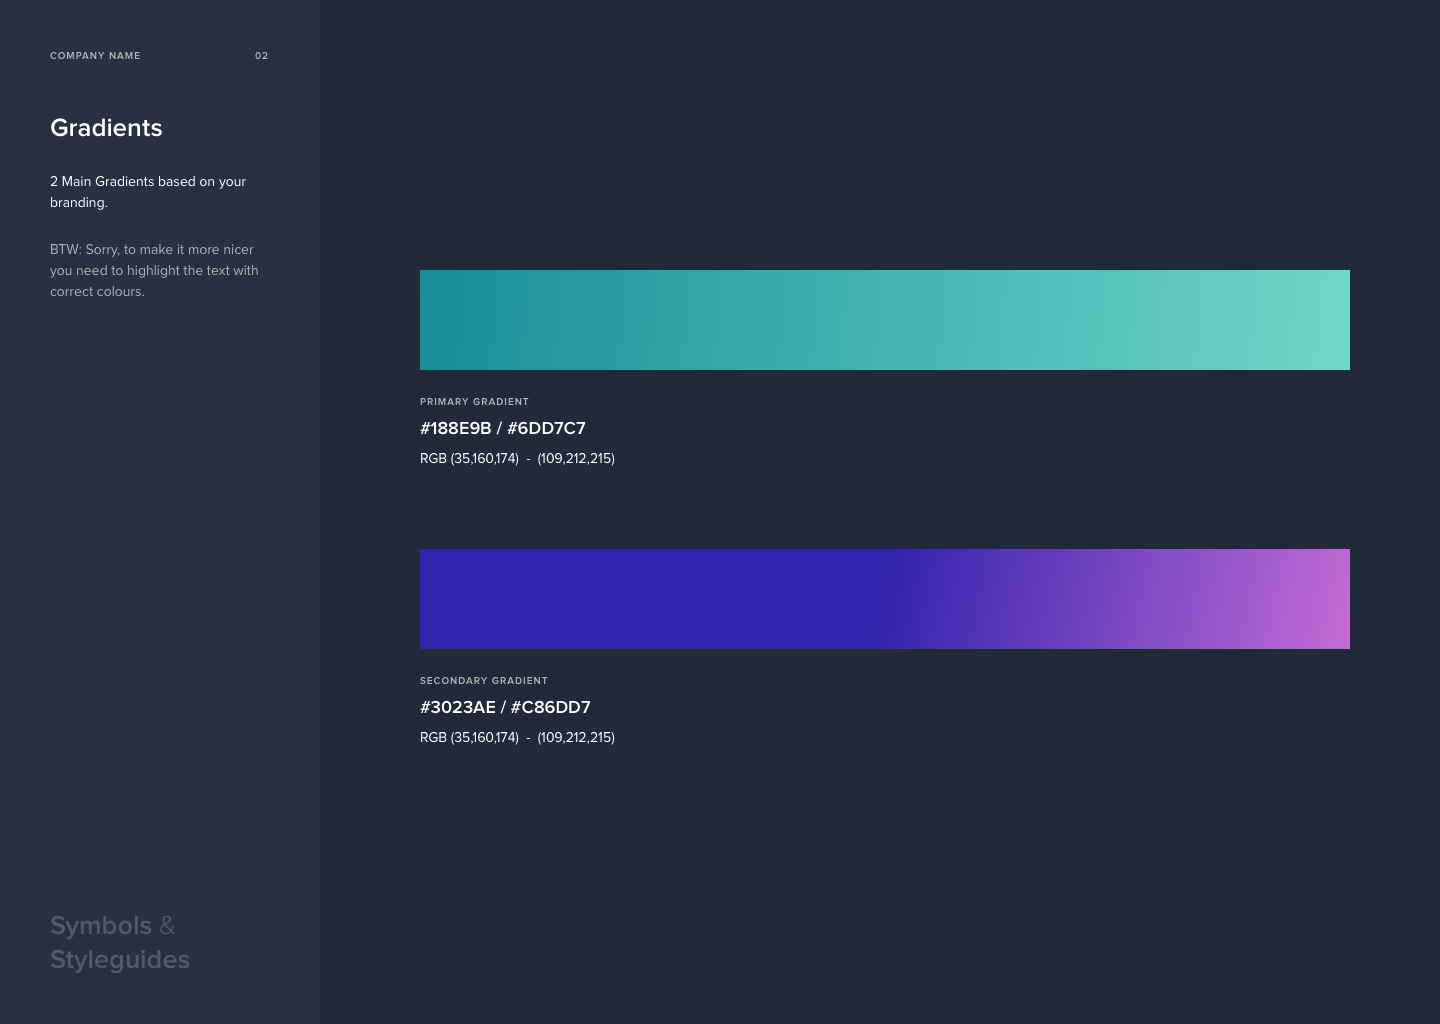 COMPANY NAME 02
Gradients
2 Main Gradients based on your
branding.
BTW: Sorry, to make it more nicer
you need to highlight the text with
correct colours.
PRIMARY GRADIENT
#188E9B / #6DD7C7
RGB (35,160,174) - (109,212,215)
SECONDARY GRADIENT
#3023AE / #C86DD7
RGB (35,160,174) - (109,212,215)
Symbols &
Styleguides